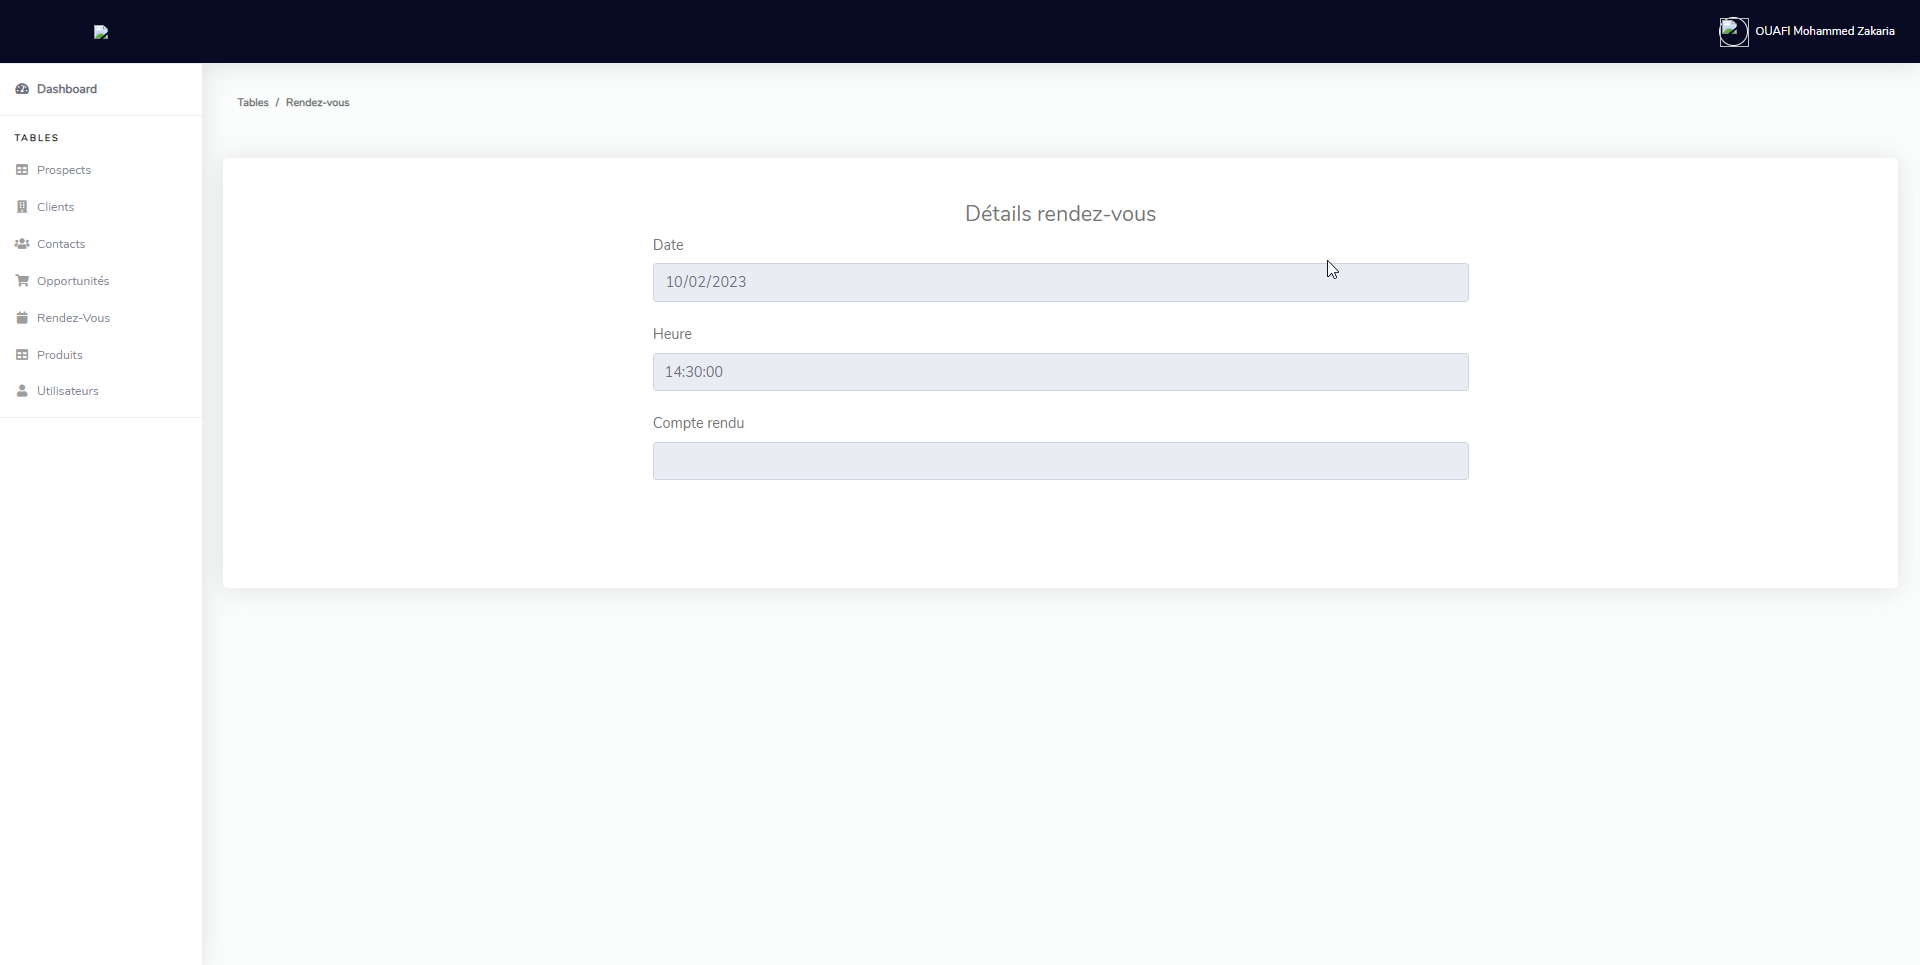 OUAFI Mohammed Zakaria
Dashboard
TABLES
Prospects
Clients
Contacts
Opportunités
Rendez-Vous
Produits
Utilisateurs
Tables / Rendez-vous
Détails rendez-vous
Date
10/02/2023
Heure
14:30:00
Compte rendu